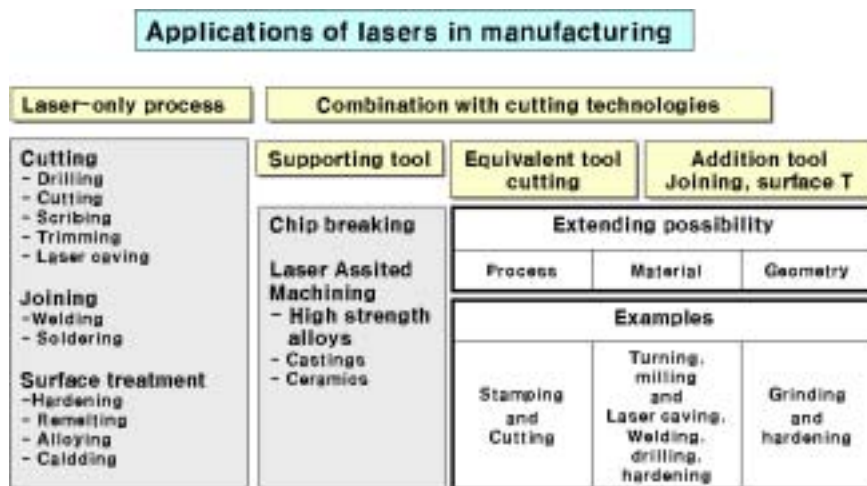 Applications of lasers in manufacturing
Laser-only process
Combination with cutting technologies
Cutting
- Drilling
- Cutting
- Scribing
- Trimming
- Laser caving
Joining
-Welding
- Soldering
Surface treatment
-Hardening
- Remelting
- Alloying
- Caldding
Supporting tool
Chip breaking
Laser Assited
Machining
- High strength
alloys
- Castings
- Ceramics
Equivalent tool
cutting
Addition tool
Joining, surface T
Extending possibility
Process
Material
Geometry
Examples
Stamping
and
Cutting
Turning,
milling
and
Laser caving,
Welding,
drilling,
hardening
Grinding
and
hardening